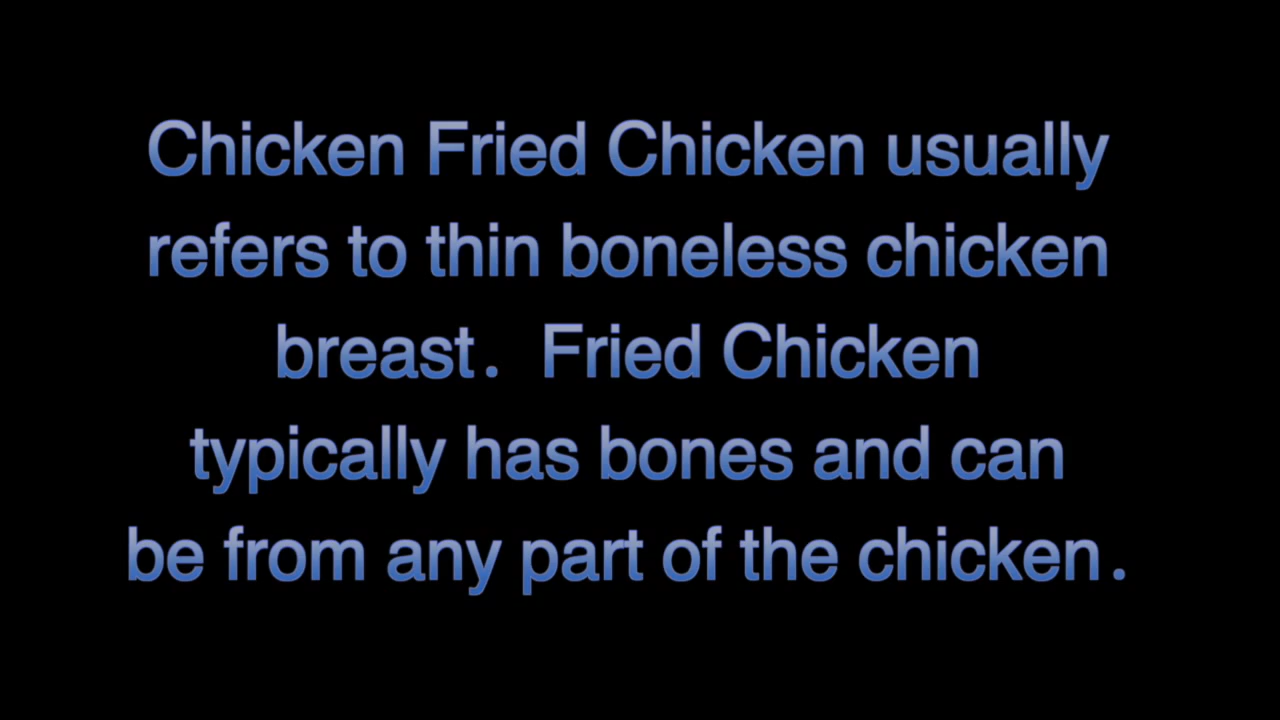 Chicken Fried Chicken usually
refers to thin boneless chicken
breast.  Fried Chicken
typically has bones and can
be from any part of the chicken.